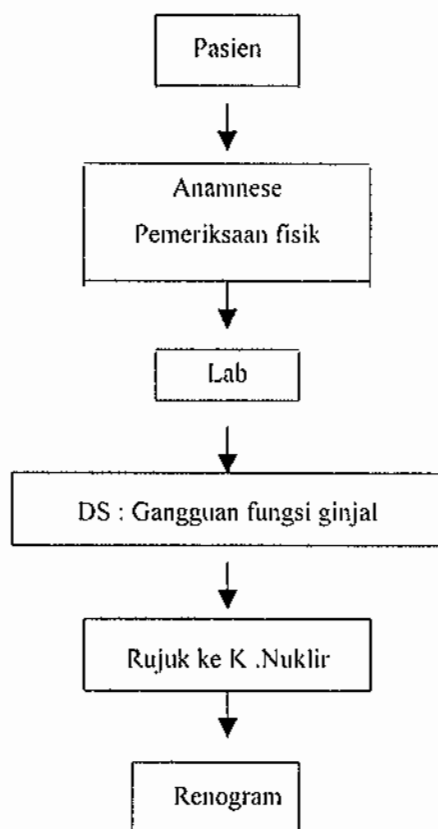 Pasien
Anamnese
Pemeriksaan fisik
Lab
DS : Gangguan fungsi ginjal
Rujuk ke K .Nuklir
Renogram